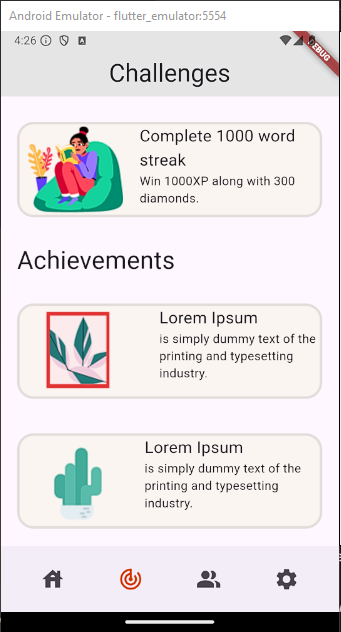 Android Emulator - flutter_emulator:5554
4:26
DEBUG
Challenges
Complete 1000 word
streak
Win 1000XP along with 300
diamonds.
Achievements
Lorem Ipsum
is simply dummy text of the
printing and typesetting
industry.
Lorem Ipsum
is simply dummy text of the
printing and typesetting
industry.